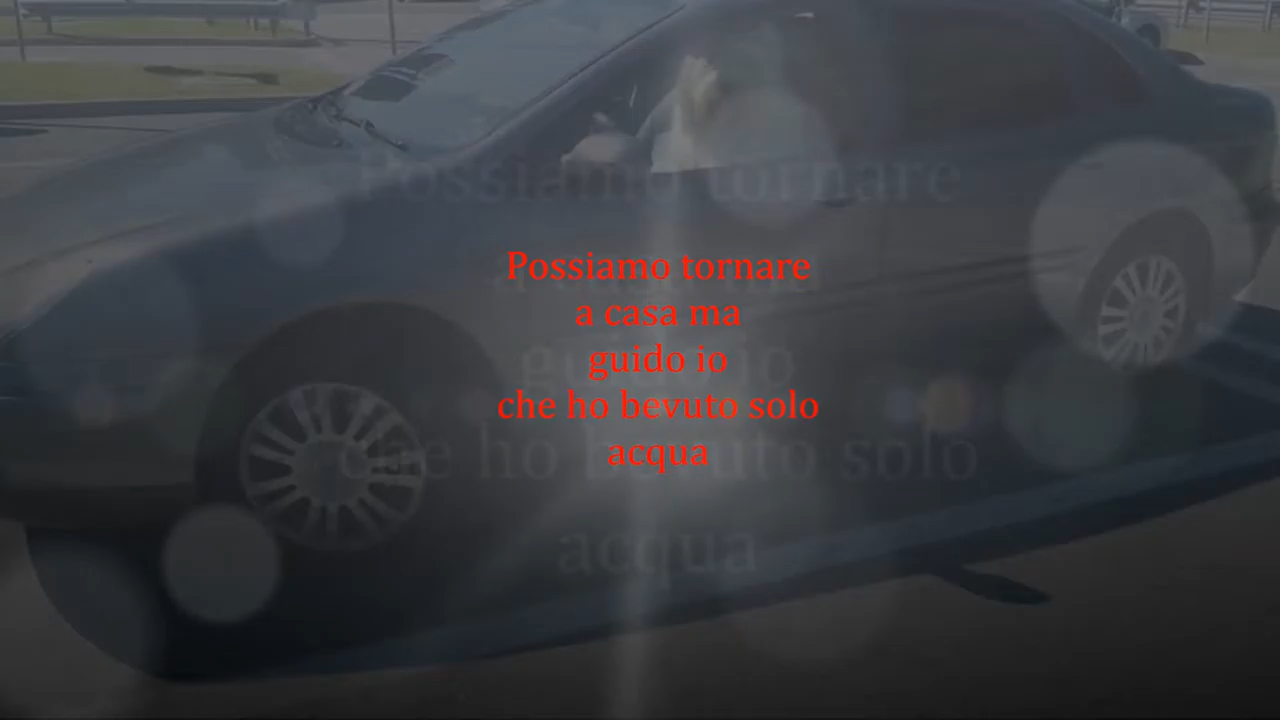 Possiamo tornare
a casa ma
guido io
che ho bevuto solo
acqua